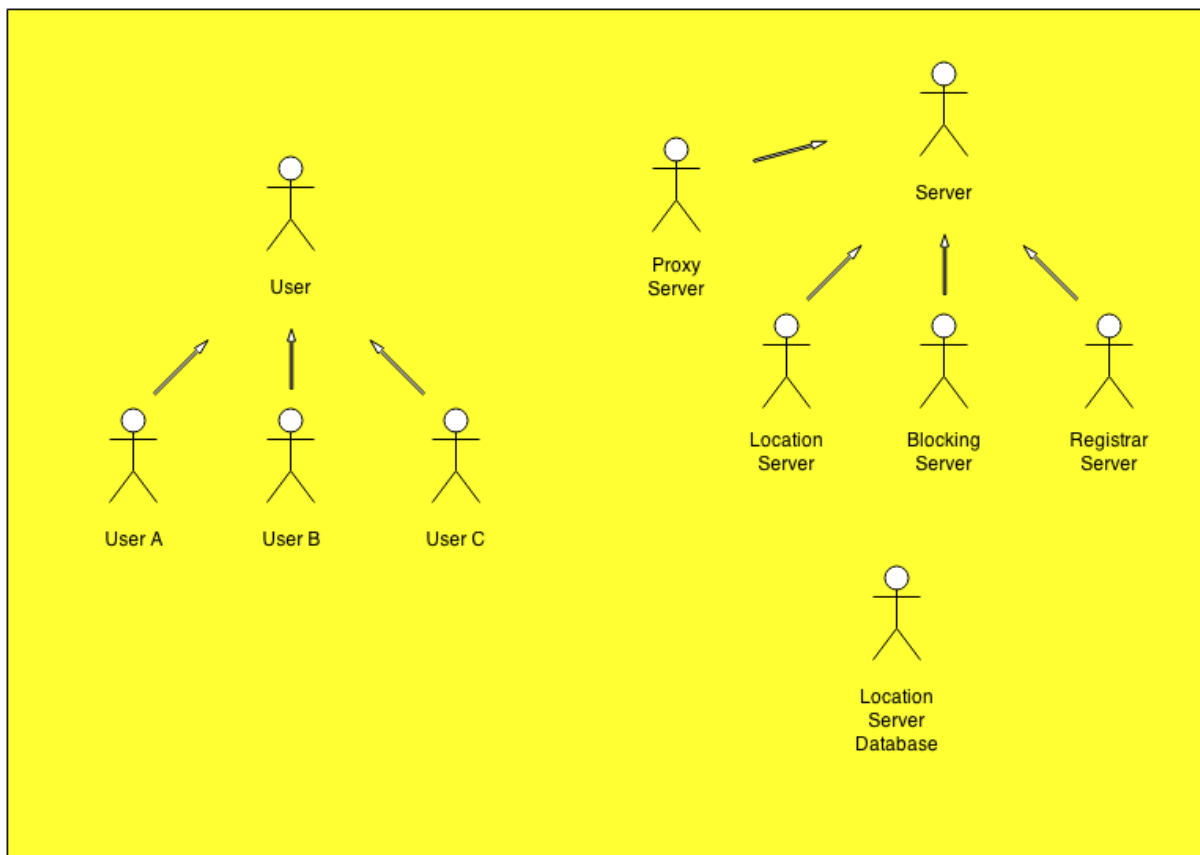 Server
Proxy
Server
User
Location
Server
Blocking
Server
Registrar
Server
User A
User B
User C
Location
Server
Database